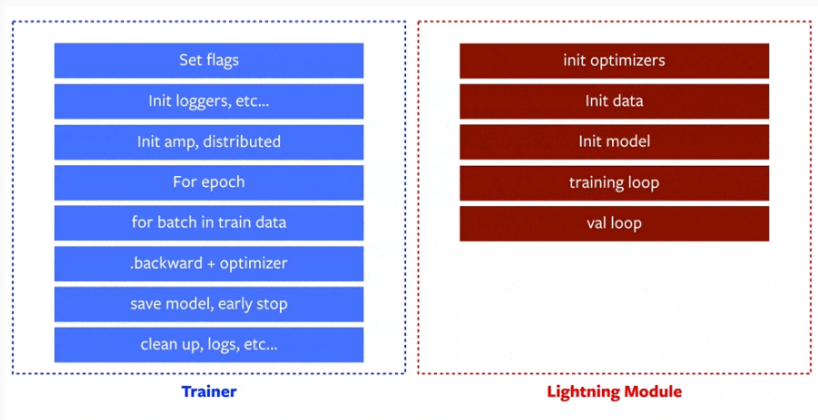 Set flags
Init loggers, etc...
Init amp, distributed
For epoch
for batch in train data
.backward + optimizer
save model, early stop
clean up, logs, etc...
Trainer
init optimizers
Init data
Init model
training loop
val loop
Lightning Module